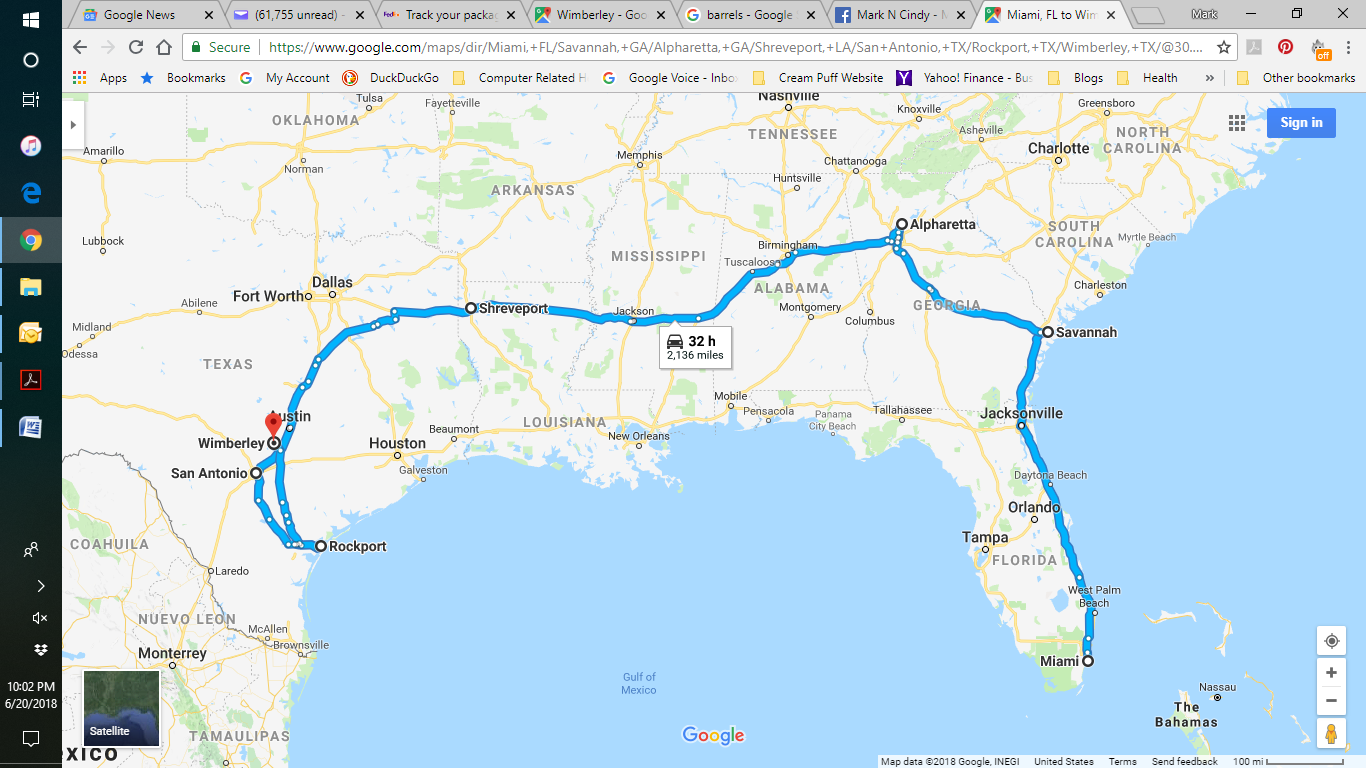 Google News
(61,755 unread) -
Track your packa
Wimberley - Goo
barrels - Google
Mark N Cindy - M
Miami, FL to Wim
Mark
Secure
https://www.google.com/maps/dir/Miami,+FL/Savannah,+GA/Alpharetta,+GA/Shreveport,+LA/San+Antonio,+TX/Rockport,+TX/Wimberley,+TX/@30....
off
Apps
Bookmarks
My Account
DuckDuckGo
Computer Related H
Google Voice - Inbo
Cream Puff Website
Yahoo! Finance - Bus
Blogs
Health
»
Other bookmarks
Sign in
Tulsa
Fayetteville
Nashville
Knoxville
Greensboro
OKLAHOMA
TENNESSEE
Asheville
NORTH
CAROLINA
Amarillo
Norman
Memphis
Chattanooga
Charlotte
ARKANSAS
Huntsville
Lubbock
Alpharetta
SOUTH
CAROLINA
Myrtle Beach
MISSISSIPPI
Birmingham
Tuscaloos
Dallas
Fort Worth
Abilene
Shreveport
Jackson
ALABAMA
Montgomery
Columbus
GEORGIA
Charleston
Midland
Odessa
Savannah
32 h
2,136 miles
TEXAS
Mobile
Pensacola
Panama
City Beach
Tallahassee
Jacksonville
Austin
Wimberley
Houston
Beaumont
LOUISIANA
New Orleans
San Antonio
Galveston
Daytona Beach
Orlando
Tampa
FLORIDA
COAHUILA
Rockport
Laredo
West Palm
Beach
NUEVO LEON
McAllen
Brownsville
Monterrey
Miami
Gulf of
Mexico
Nassau
The
Bahamas
Satellite
TAMAULIPAS
XICO
Google
10:02 PM
6/20/2018
Map data ©2018 Google, INEGI
United States
Terms
Send feedback
100 mi